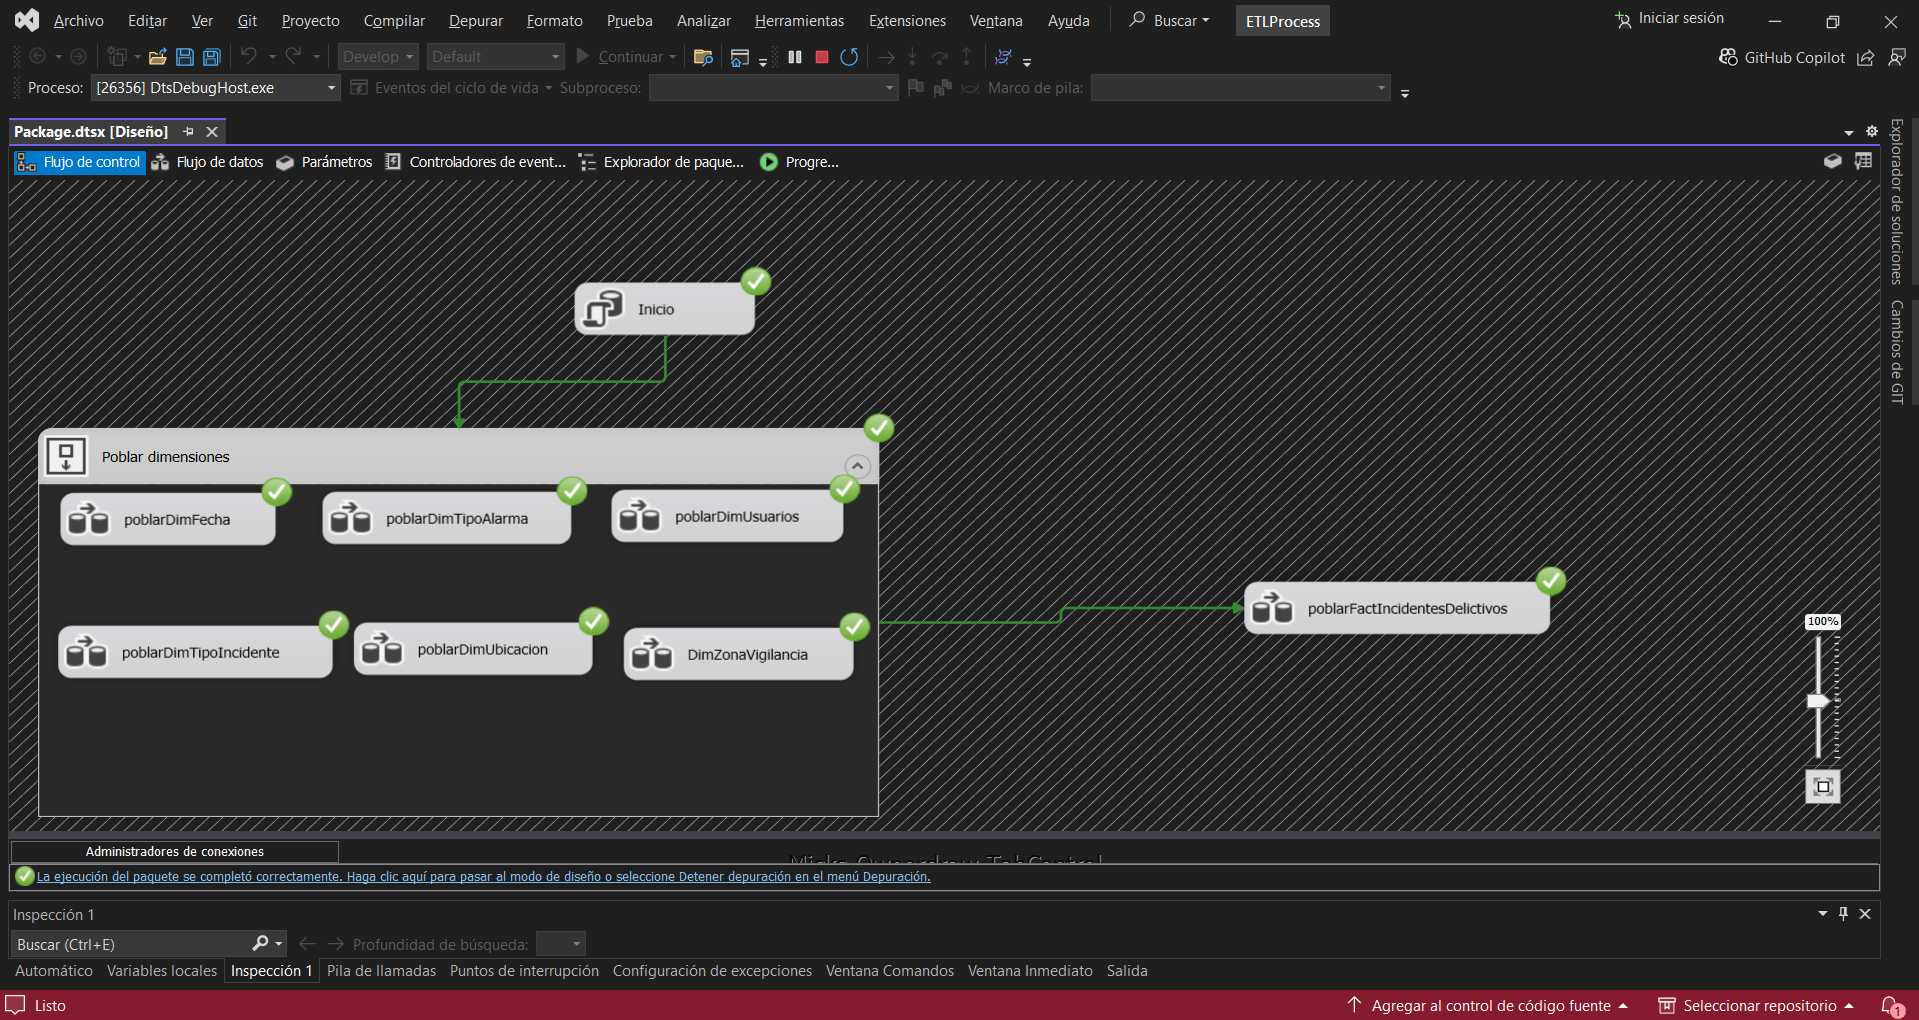 Archivo Editar Ver Git Proyecto Compilar Depurar Formato Prueba Analizar Herramientas Extensiones Ventana Ayuda Buscar ETLProcess Iniciar sesión
Develop Default Continuar GitHub Copilot
Proceso: [26356] DtsDebugHost.exe Eventos del ciclo de vida Subproceso: Marco de pila:
Package.dtsx [Diseño]
Flujo de control Flujo de datos Parámetros Controladores de event... Explorador de paque... Progre...
Explorador de soluciones
Cambios de GIT
Inicio
Poblar dimensiones
poblarDimFecha poblarDimTipoAlarma poblarDimUsuarios
poblarFactIncidentesDelictivos
100%
poblarDimTipoIncidente poblarDimUbicacion DimZonaVigilancia
Administradores de conexiones
La ejecución del paquete se completó correctamente. Haga clic aquí para pasar al modo de diseño o seleccione Detener depuración en el menú Depuración.
Inspección 1
Buscar (Ctrl+E) Profundidad de búsqueda:
Automático Variables locales Inspección 1 Pila de llamadas Puntos de interrupción Configuración de excepciones Ventana Comandos Ventana Inmediato Salida
Listo Agregar al control de código fuente Seleccionar repositorio 1